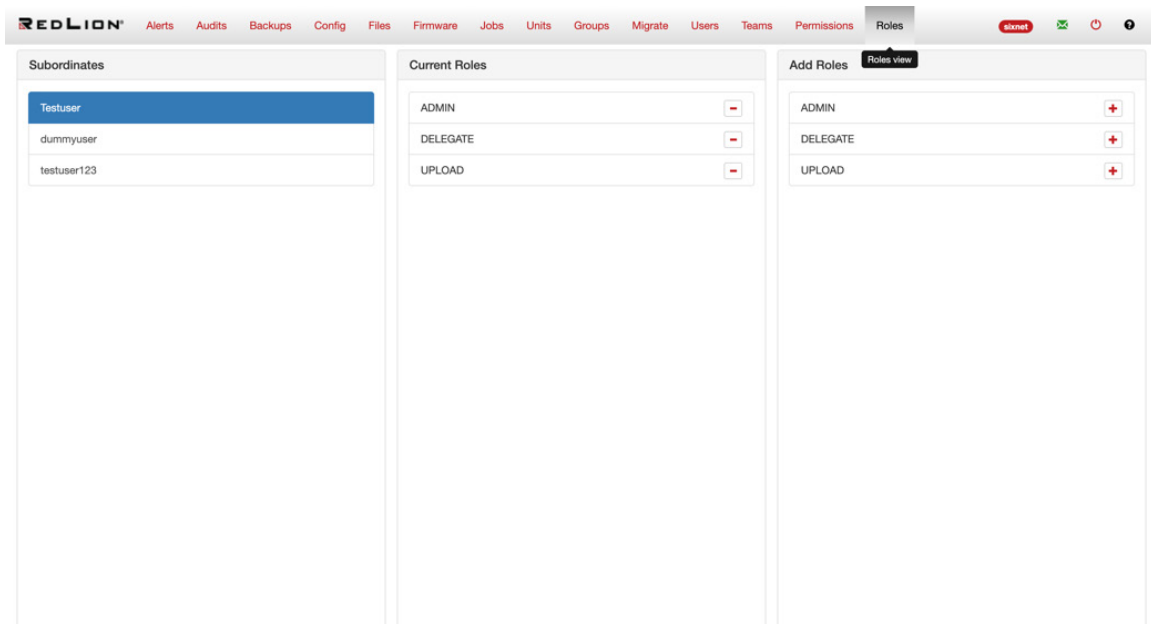 REDLION® Alerts Audits Backups Config Files Firmware Jobs Units Groups Migrate Users Teams Permissions Roles sixnet
Roles view
Subordinates
Testuser
dummyuser
testuser123
Current Roles
ADMIN
DELEGATE
UPLOAD
Add Roles
ADMIN
DELEGATE
UPLOAD